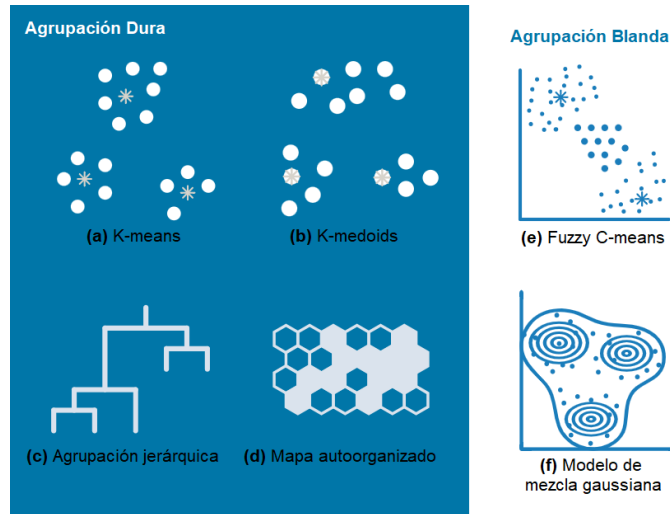 Agrupación Dura
Agrupación Blanda
(a) K-means
(b) K-medoids
(e) Fuzzy C-means
(c) Agrupación jerárquica
(d) Mapa autoorganizado
(f) Modelo de
mezcla gaussiana